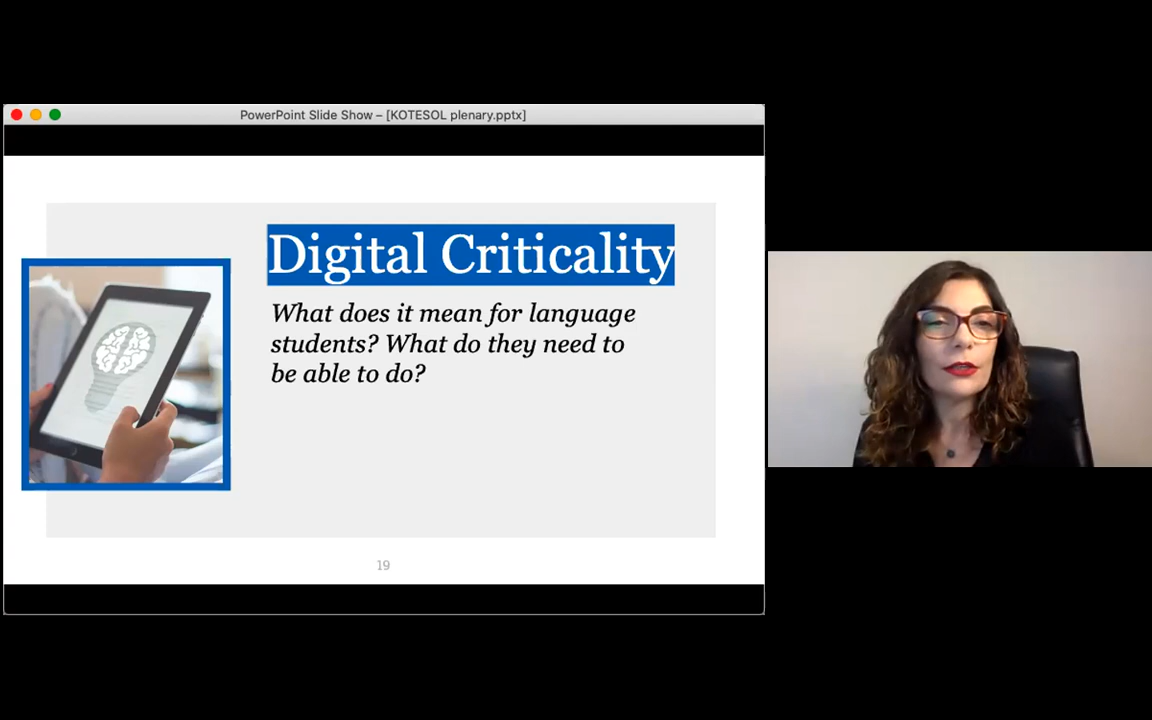 PowerPoint Slide Show – [KOTESOL plenary.pptx]
Digital Criticality
What does it mean for language
students? What do they need to
be able to do?
19